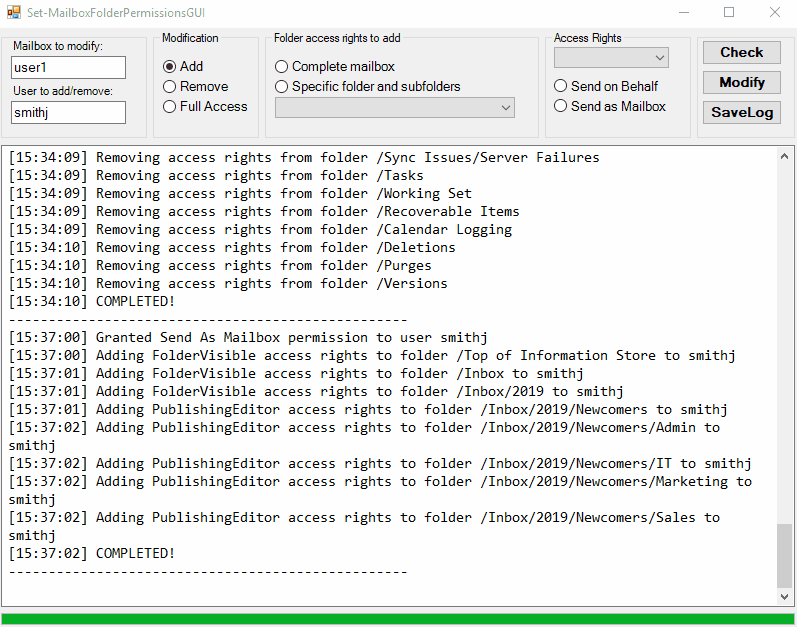 Set-MailboxFolderPermissionsGUI
Mailbox to modify:
user1
User to add/remove:
smithj
Modification
Add
Remove
Full Access
Folder access rights to add
Complete mailbox
Specific folder and subfolders
Access Rights
Send on Behalf
Send as Mailbox
Check
Modify
SaveLog
[15:34:09] Removing access rights from folder /Sync Issues/Server Failures
[15:34:09] Removing access rights from folder /Tasks
[15:34:09] Removing access rights from folder /Working Set
[15:34:09] Removing access rights from folder /Recoverable Items
[15:34:09] Removing access rights from folder /Calendar Logging
[15:34:10] Removing access rights from folder /Deletions
[15:34:10] Removing access rights from folder /Purges
[15:34:10] Removing access rights from folder /Versions
[15:34:10] COMPLETED!
--------------------------------------------------
[15:37:00] Granted Send As Mailbox permission to user smithj
[15:37:00] Adding FolderVisible access rights to folder /Top of Information Store to smithj
[15:37:01] Adding FolderVisible access rights to folder /Inbox to smithj
[15:37:01] Adding FolderVisible access rights to folder /Inbox/2019 to smithj
[15:37:01] Adding PublishingEditor access rights to folder /Inbox/2019/Newcomers to smithj
[15:37:02] Adding PublishingEditor access rights to folder /Inbox/2019/Newcomers/Admin to
smithj
[15:37:02] Adding PublishingEditor access rights to folder /Inbox/2019/Newcomers/IT to smithj
[15:37:02] Adding PublishingEditor access rights to folder /Inbox/2019/Newcomers/Marketing to
smithj
[15:37:02] Adding PublishingEditor access rights to folder /Inbox/2019/Newcomers/Sales to
smithj
[15:37:02] COMPLETED!
--------------------------------------------------